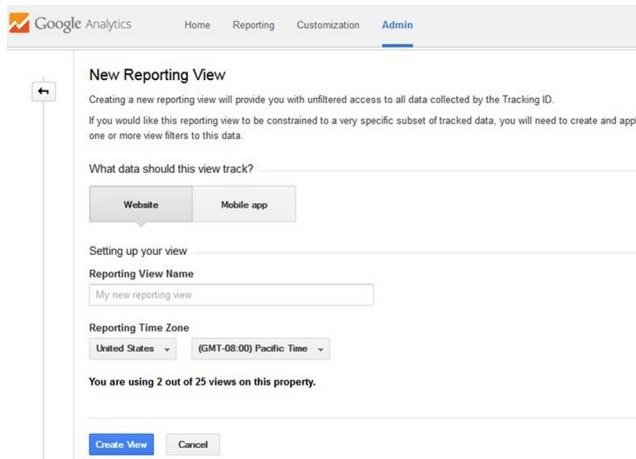 Google Analytics
Home Reporting Customization Admin
New Reporting View
Creating a new reporting view will provide you with unfiltered access to all data collected by the Tracking ID.
If you would like this reporting view to be constrained to a very specific subset of tracked data, you will need to create and appl
one or more view filters to this data.
What data should this view track?
Website Mobile app
Setting up your view
Reporting View Name
My new reporting view
Reporting Time Zone
United States (GMT-08:00) Pacific Time
You are using 2 out of 25 views on this property.
Create View Cancel